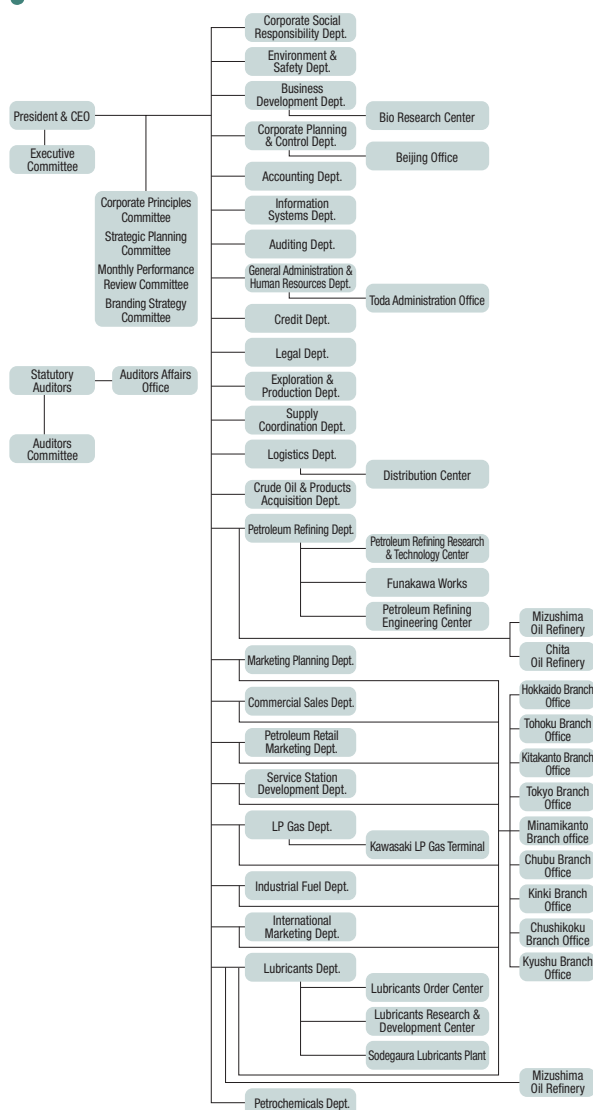 Corporate Social
Responsibility Dept.
Environment &
Safety Dept.
Business
Development Dept.
Bio Research Center
President & CEO
Executive
Committee
Corporate Planning
& Control Dept.
Beijing Office
Accounting Dept.
Corporate Principles
Committee
Strategic Planning
Committee
Monthly Performance
Review Committee
Branding Strategy
Committee
Information
Systems Dept.
Auditing Dept.
General Administration &
Human Resources Dept.
Toda Administration Office
Credit Dept.
Legal Dept.
Statutory
Auditors
Auditors Affairs
Office
Auditors
Committee
Exploration &
Production Dept.
Supply
Coordination Dept.
Logistics Dept.
Distribution Center
Crude Oil & Products
Acquisition Dept.
Petroleum Refining Dept.
Petroleum Refining Research
& Technology Center
Funakawa Works
Petroleum Refining
Engineering Center
Mizushima
Oil Refinery
Chita
Oil Refinery
Marketing Planning Dept.
Commercial Sales Dept.
Petroleum Retail
Marketing Dept.
Service Station
Development Dept.
LP Gas Dept.
Kawasaki LP Gas Terminal
Industrial Fuel Dept.
International
Marketing Dept.
Hokkaido Branch
Office
Tohoku Branch
Office
Kitakanto Branch
Office
Tokyo Branch
Office
Minamikanto
Branch office
Chubu Branch
Office
Kinki Branch
Office
Chushikoku
Branch Office
Kyushu Branch
Office
Lubricants Dept.
Lubricants Order Center
Lubricants Research &
Development Center
Sodegaura Lubricants Plant
Mizushima
Oil Refinery
Petrochemicals Dept.